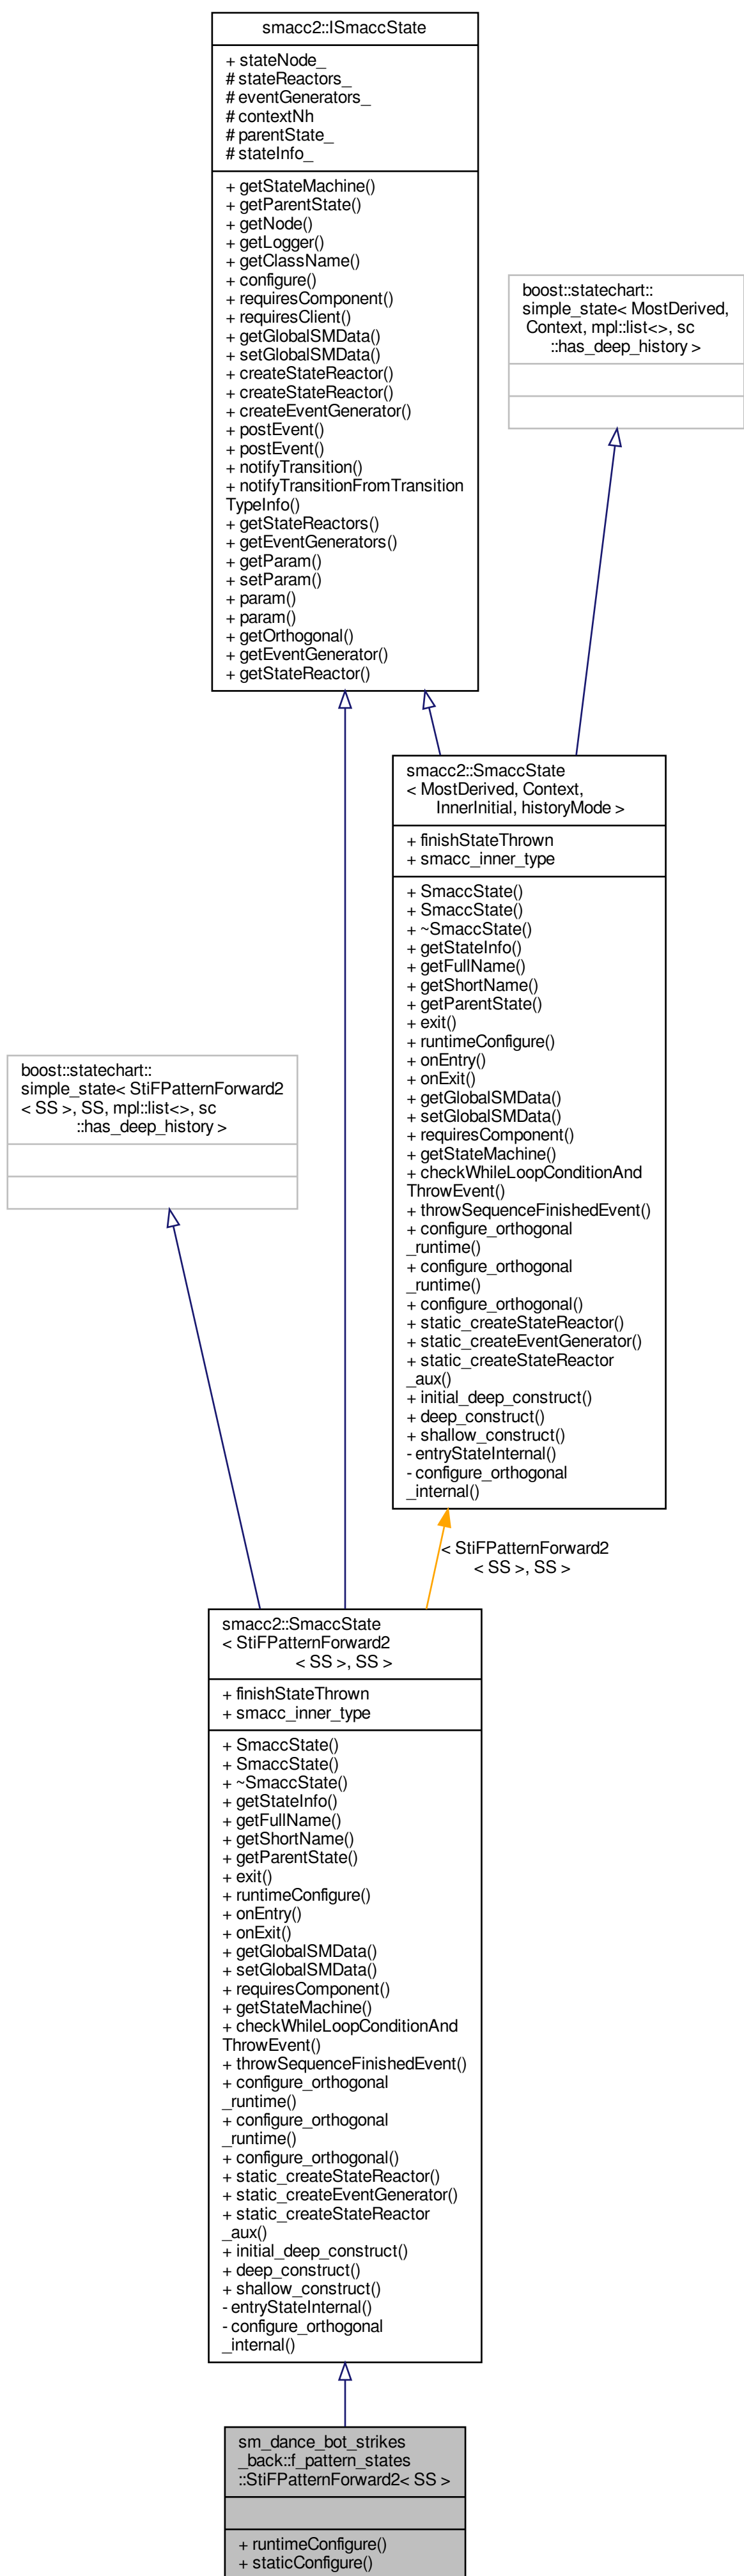 smacc2::ISmaccState
+ stateNode_
# stateReactors_
# eventGenerators_
# contextNh
# parentState_
# stateInfo_
+ getStateMachine()
+ getParentState()
+ getNode()
+ getLogger()
+ getClassName()
+ configure()
+ requiresComponent()
+ requiresClient()
+ getGlobalSMData()
+ setGlobalSMData()
+ createStateReactor()
+ createStateReactor()
+ createEventGenerator()
+ postEvent()
+ postEvent()
+ notifyTransition()
+ notifyTransitionFromTransition
TypeInfo()
+ getStateReactors()
+ getEventGenerators()
+ getParam()
+ setParam()
+ param()
+ param()
+ getOrthogonal()
+ getEventGenerator()
+ getStateReactor()
boost::statechart::
simple_state< MostDerived,
Context, mpl::list<>, sc
::has_deep_history >
smacc2::SmaccState
< MostDerived, Context,
InnerInitial, historyMode >
+ finishStateThrown
+ smacc_inner_type
+ SmaccState()
+ SmaccState()
+ ~SmaccState()
+ getStateInfo()
+ getFullName()
+ getShortName()
+ getParentState()
+ exit()
+ runtimeConfigure()
+ onEntry()
+ onExit()
+ getGlobalSMData()
+ setGlobalSMData()
+ requiresComponent()
+ getStateMachine()
+ checkWhileLoopConditionAnd
ThrowEvent()
+ throwSequenceFinishedEvent()
+ configure_orthogonal
_runtime()
+ configure_orthogonal
_runtime()
+ configure_orthogonal()
+ static_createStateReactor()
+ static_createEventGenerator()
+ static_createStateReactor
_aux()
+ initial_deep_construct()
+ deep_construct()
+ shallow_construct()
- entryStateInternal()
- configure_orthogonal
_internal()
boost::statechart::
simple_state< StiFPatternForward2
< SS >, SS, mpl::list<>, sc
::has_deep_history >
< StiFPatternForward2
< SS >, SS >
smacc2::SmaccState
< StiFPatternForward2
< SS >, SS >
+ finishStateThrown
+ smacc_inner_type
+ SmaccState()
+ SmaccState()
+ ~SmaccState()
+ getStateInfo()
+ getFullName()
+ getShortName()
+ getParentState()
+ exit()
+ runtimeConfigure()
+ onEntry()
+ onExit()
+ getGlobalSMData()
+ setGlobalSMData()
+ requiresComponent()
+ getStateMachine()
+ checkWhileLoopConditionAnd
ThrowEvent()
+ throwSequenceFinishedEvent()
+ configure_orthogonal
_runtime()
+ configure_orthogonal
_runtime()
+ configure_orthogonal()
+ static_createStateReactor()
+ static_createEventGenerator()
+ static_createStateReactor
_aux()
+ initial_deep_construct()
+ deep_construct()
+ shallow_construct()
- entryStateInternal()
- configure_orthogonal
_internal()
sm_dance_bot_strikes
_back::f_pattern_states
::StiFPatternForward2< SS >
+ runtimeConfigure()
+ staticConfigure()